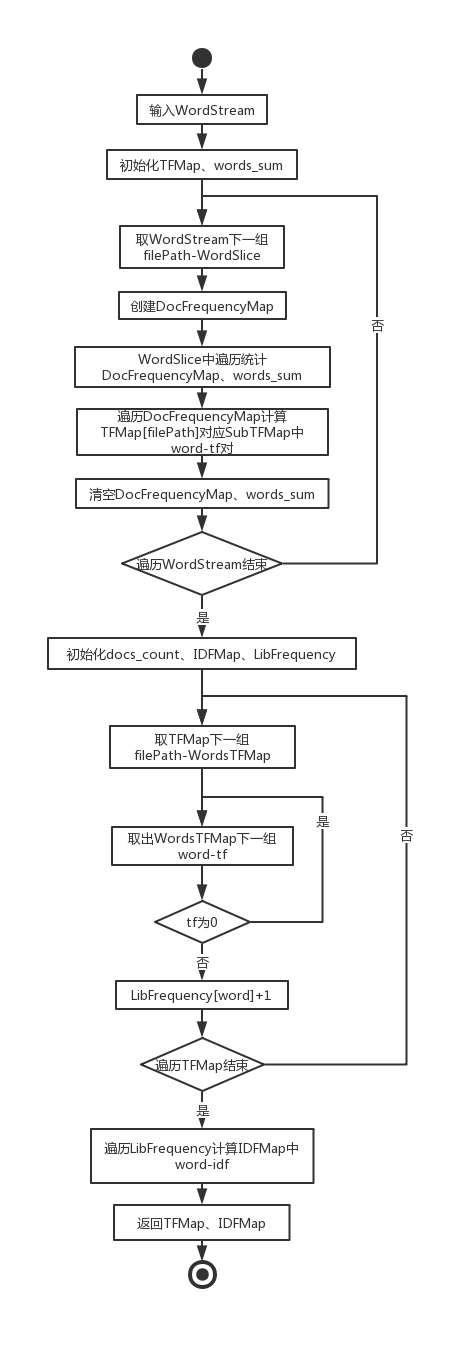 输入WordStream
初始化TFMap、words_sum
取WordStream下一组
filePath-WordSlice
创建DocFrequencyMap
否
WordSlice中遍历统计
DocFrequencyMap、words_sum
遍历DocFrequencyMap计算
TFMap[filePath]对应SubTFMap中
word-tf对
清空DocFrequencyMap、words_sum
遍历WordStream结束
是
初始化docs_count、IDFMap、LibFrequency
取TFMap下一组
filePath-WordsTFMap
是
否
取出WordsTFMap下一组
word-tf
tf为0
否
LibFrequency[word]+1
遍历TFMap结束
是
遍历LibFrequency计算IDFMap中
word-idf
返回TFMap、IDFMap